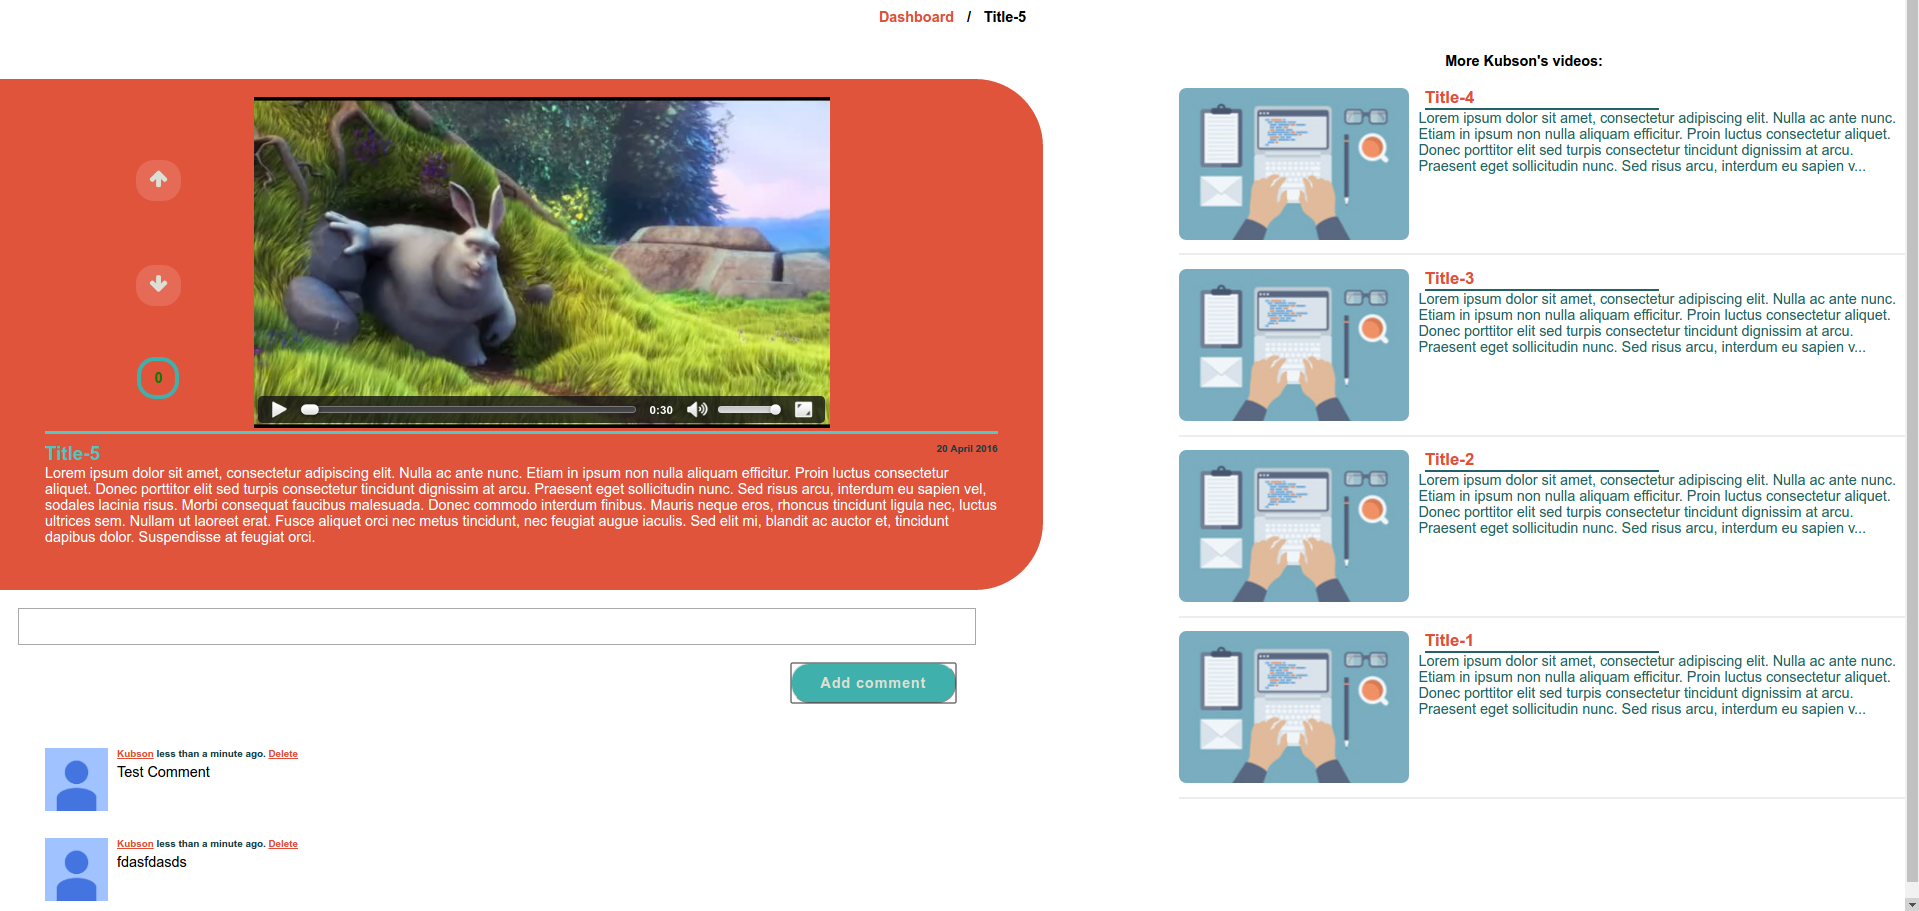 Dashboard / Title-5
0
0:30
Title-5
20 April 2016
Lorem ipsum dolor sit amet, consectetur adipiscing elit. Nulla ac ante nunc. Etiam in ipsum non nulla aliquam efficitur. Proin luctus consectetur
aliquet. Donec porttitor elit sed turpis consectetur tincidunt dignissim at arcu. Praesent eget sollicitudin nunc. Sed risus arcu, interdum eu sapien vel,
sodales lacinia risus. Morbi consequat faucibus malesuada. Donec commodo interdum finibus. Mauris neque eros, rhoncus tincidunt ligula nec, luctus
ultrices sem. Nullam ut laoreet erat. Fusce aliquet orci nec metus tincidunt, nec feugiat augue iaculis. Sed elit mi, blandit ac auctor et, tincidunt
dapibus dolor. Suspendisse at feugiat orci.
Add comment
Kubson less than a minute ago. Delete
Test Comment
Kubson less than a minute ago. Delete
fdasfdasds
More Kubson's videos:
Title-4
Lorem ipsum dolor sit amet, consectetur adipiscing elit. Nulla ac ante nunc.
Etiam in ipsum non nulla aliquam efficitur. Proin luctus consectetur aliquet.
Donec porttitor elit sed turpis consectetur tincidunt dignissim at arcu.
Praesent eget sollicitudin nunc. Sed risus arcu, interdum eu sapien v...
Title-3
Lorem ipsum dolor sit amet, consectetur adipiscing elit. Nulla ac ante nunc.
Etiam in ipsum non nulla aliquam efficitur. Proin luctus consectetur aliquet.
Donec porttitor elit sed turpis consectetur tincidunt dignissim at arcu.
Praesent eget sollicitudin nunc. Sed risus arcu, interdum eu sapien v...
Title-2
Lorem ipsum dolor sit amet, consectetur adipiscing elit. Nulla ac ante nunc.
Etiam in ipsum non nulla aliquam efficitur. Proin luctus consectetur aliquet.
Donec porttitor elit sed turpis consectetur tincidunt dignissim at arcu.
Praesent eget sollicitudin nunc. Sed risus arcu, interdum eu sapien v...
Title-1
Lorem ipsum dolor sit amet, consectetur adipiscing elit. Nulla ac ante nunc.
Etiam in ipsum non nulla aliquam efficitur. Proin luctus consectetur aliquet.
Donec porttitor elit sed turpis consectetur tincidunt dignissim at arcu.
Praesent eget sollicitudin nunc. Sed risus arcu, interdum eu sapien v...